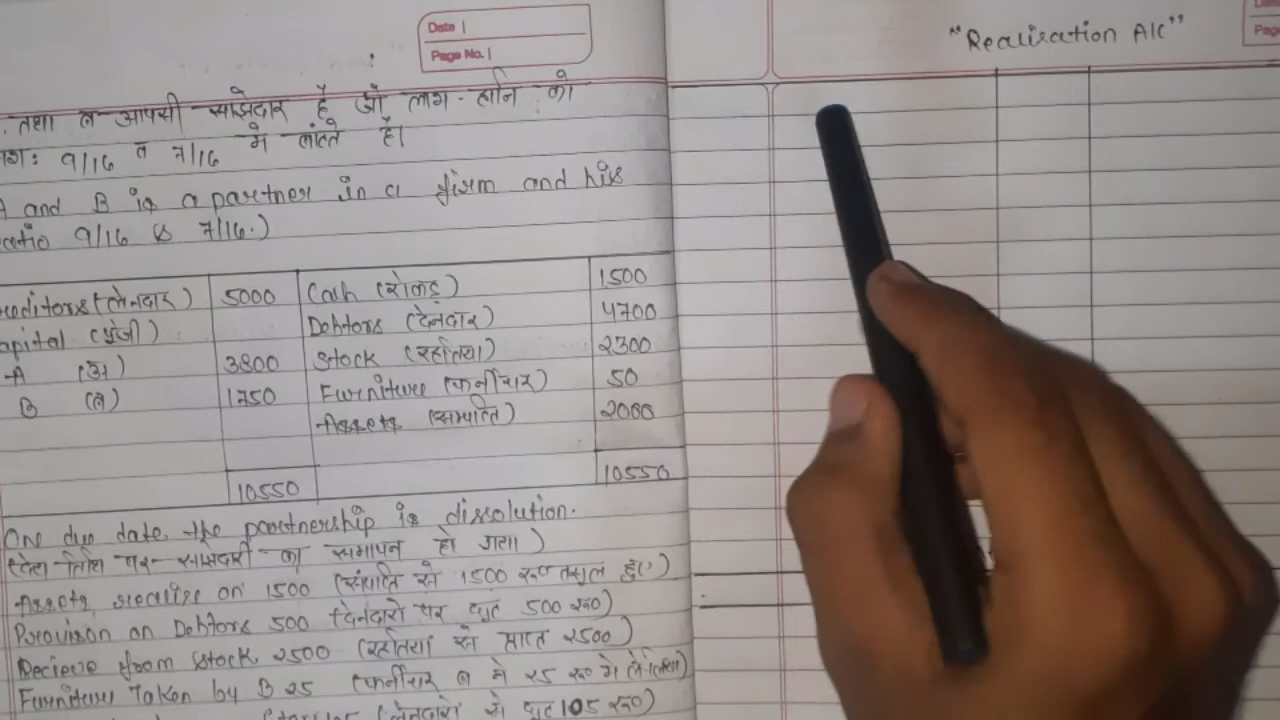 Date
Page No.
तथा ब आपसी साझेदार है जो लाभ-हानि को
9/16 व 7/16 मे बांटते है।
and B is a partner in a firm and his
ratio 9/16 & 7/16.)
Creditors (लेनदार) 5000 Cash (रोकड़) 1500
Capital (पूंजी) Debtors (देनदार) 4700
A (अ) 3800 Stock (रहतिया) 2300
B (ब) 1750 Furniture (फर्नीचर) 50
Assets (सम्पत्ति) 2000
10550 10550
One due date the partnership is dissolution.
तिथि पर साझेदारी का समापन हो गया)
Assets realise on 1500 (संपत्ति से 1500 रू० वसूल हुए)
Provison on Debtors 500 (देनदारो पर छूट 500 रू०)
Recieve from stock 2500 (रहतिया से प्राप्त 2500)
Furniture Taken by B 25 (फर्नीचर ब ने 25 रू० मे ले लिया)
(लेनदारो से छूट 105 रू०)
"Realisation A/C"